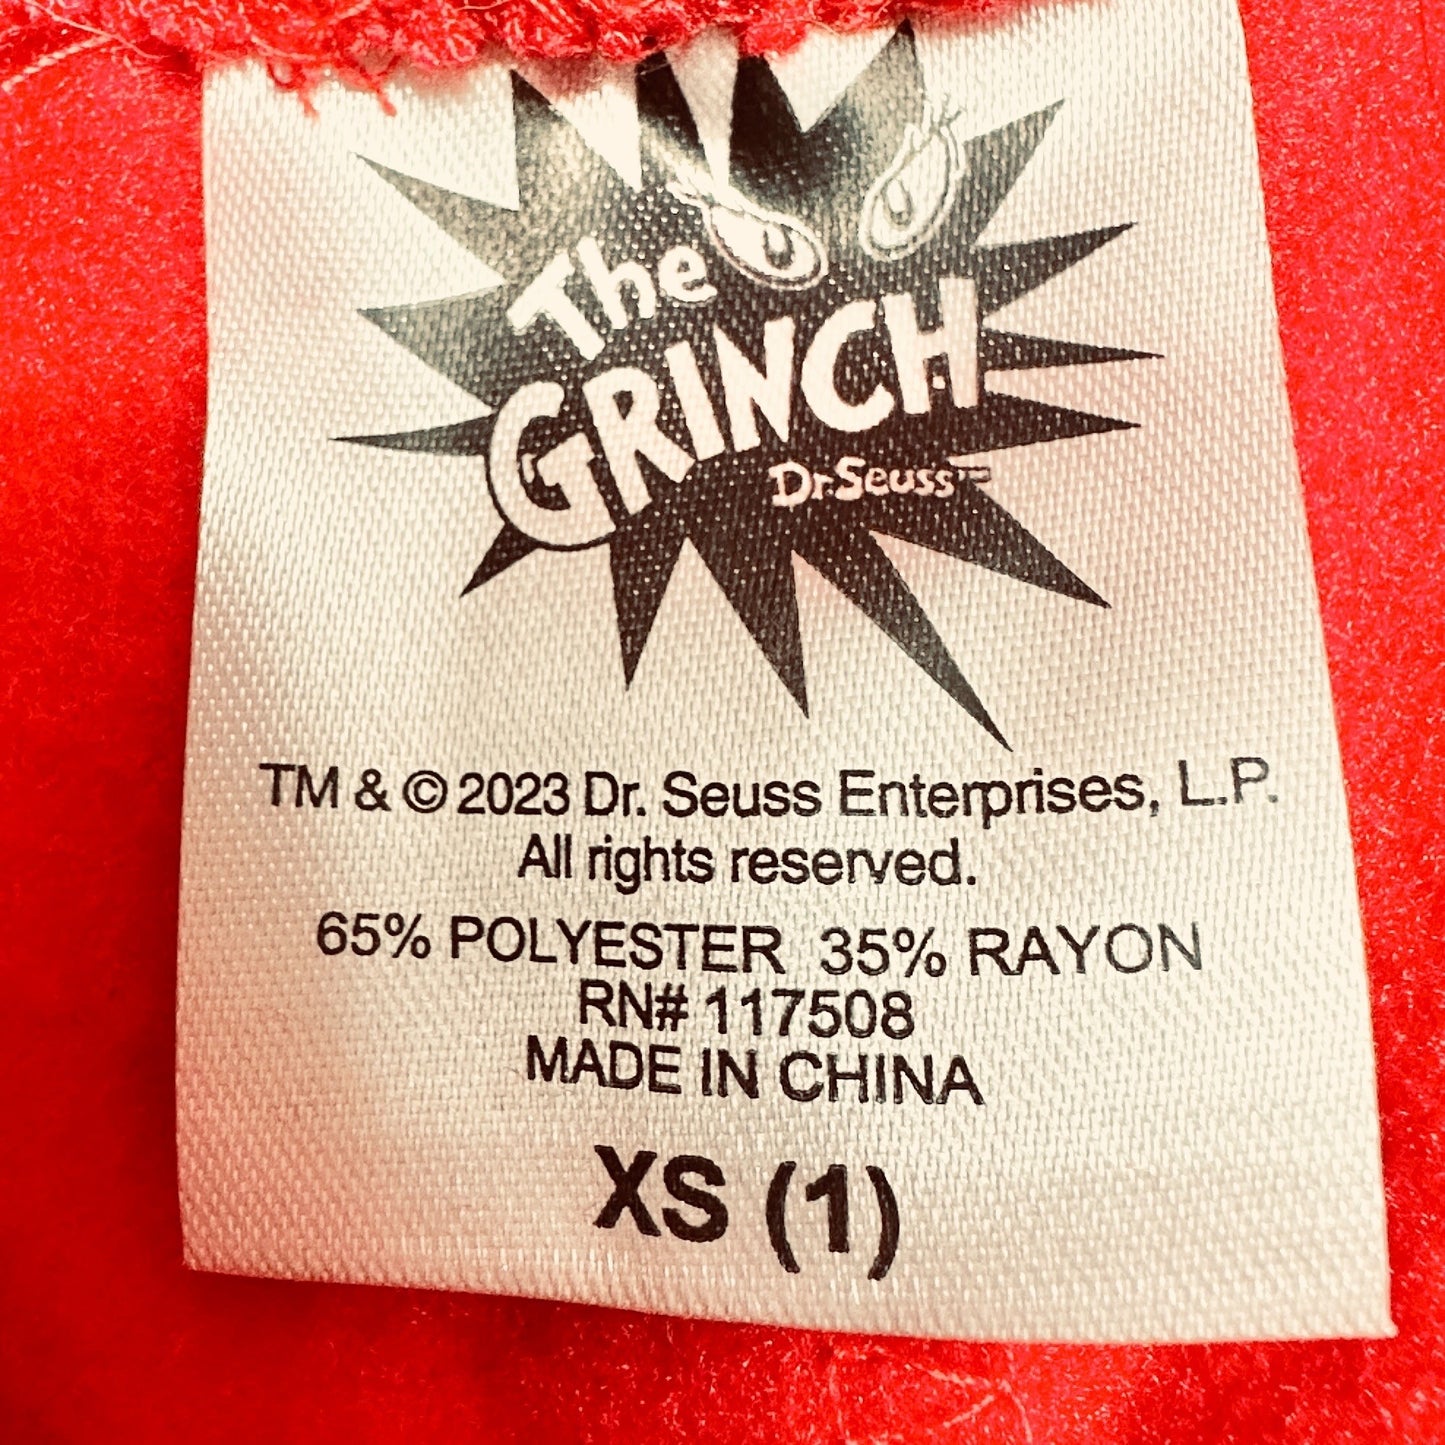 The
GRINCH
Dr. Seuss™
TM & © 2023 Dr. Seuss Enterprises, L.P.
All rights reserved.
65% POLYESTER 35% RAYON
RN# 117508
MADE IN CHINA
XS (1)